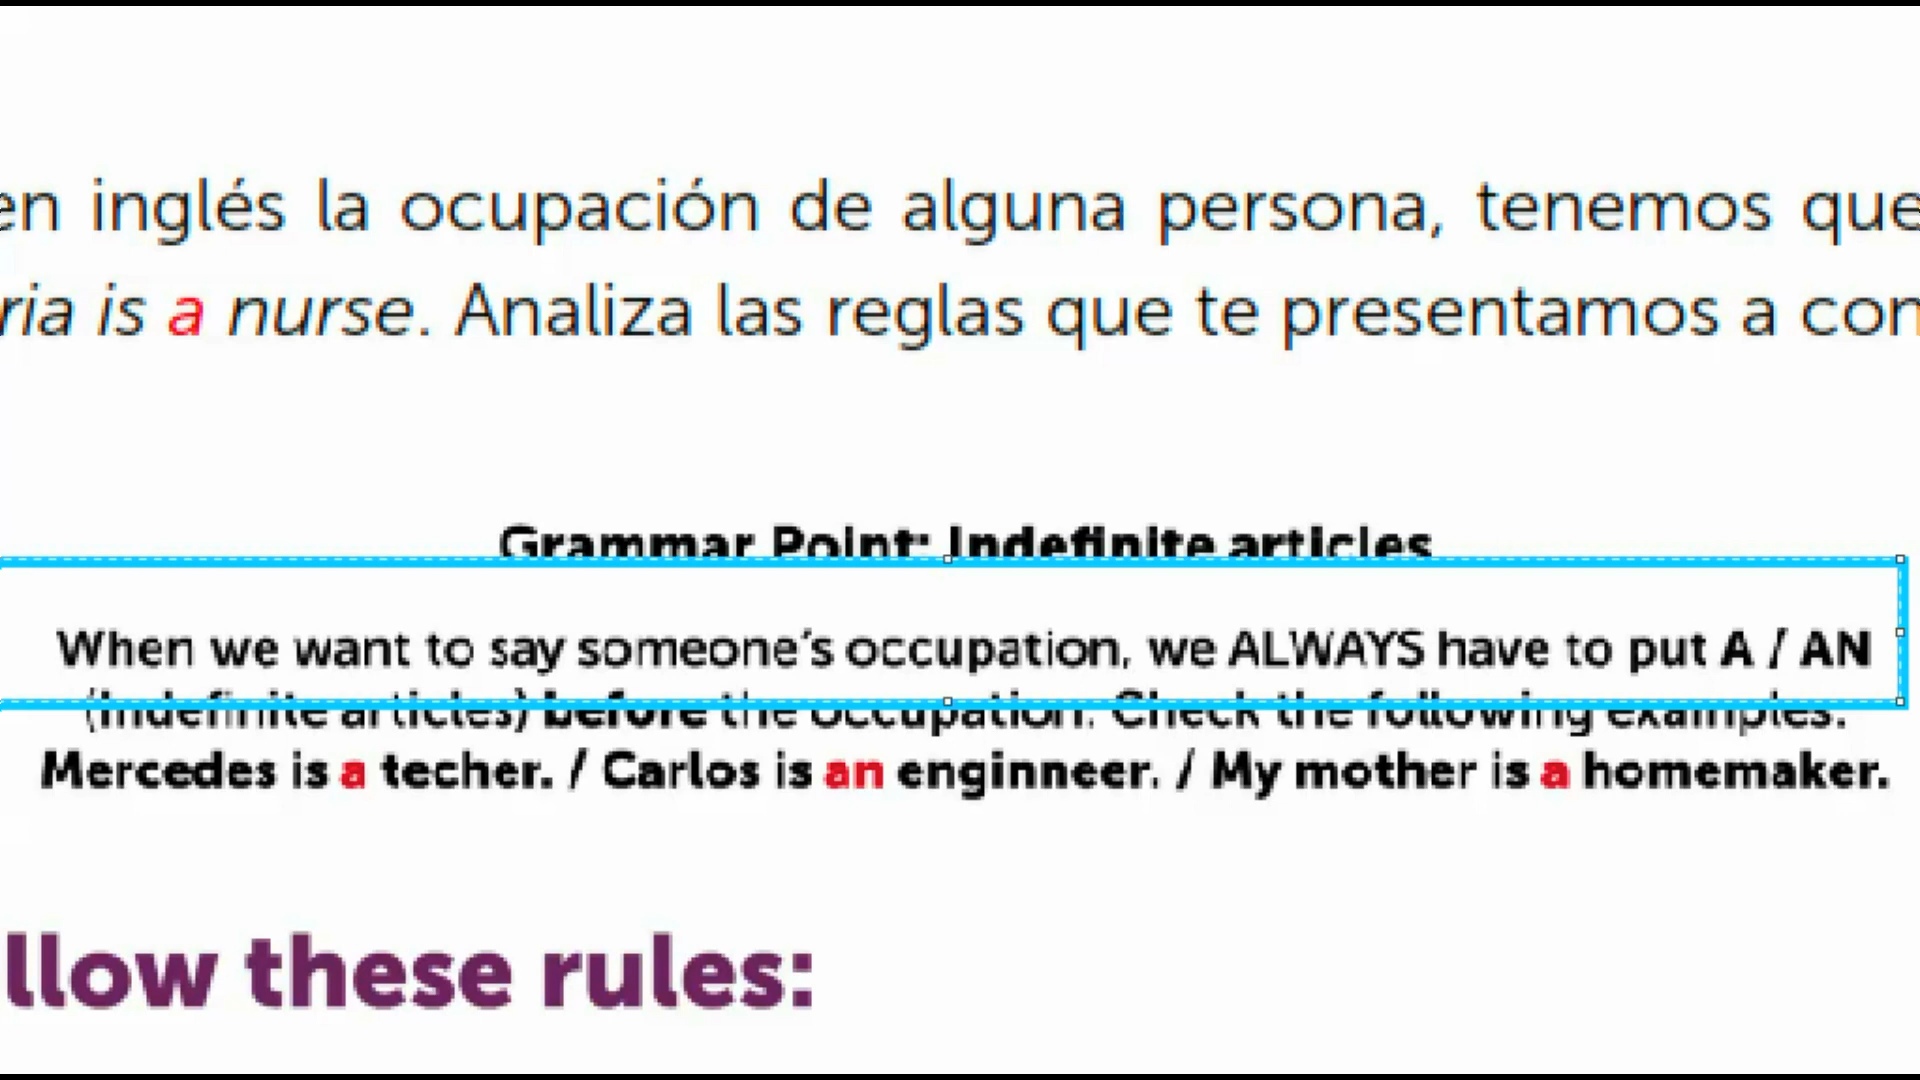 en inglés la ocupación de alguna persona, tenemos que
ria is a nurse. Analiza las reglas que te presentamos a con
Grammar Point: Indefinite articles
When we want to say someone's occupation, we ALWAYS have to put A / AN
(Indefinite articles) before the occupation. Check the following examples:
Mercedes is a techer. / Carlos is an enginneer. / My mother is a homemaker.
llow these rules: